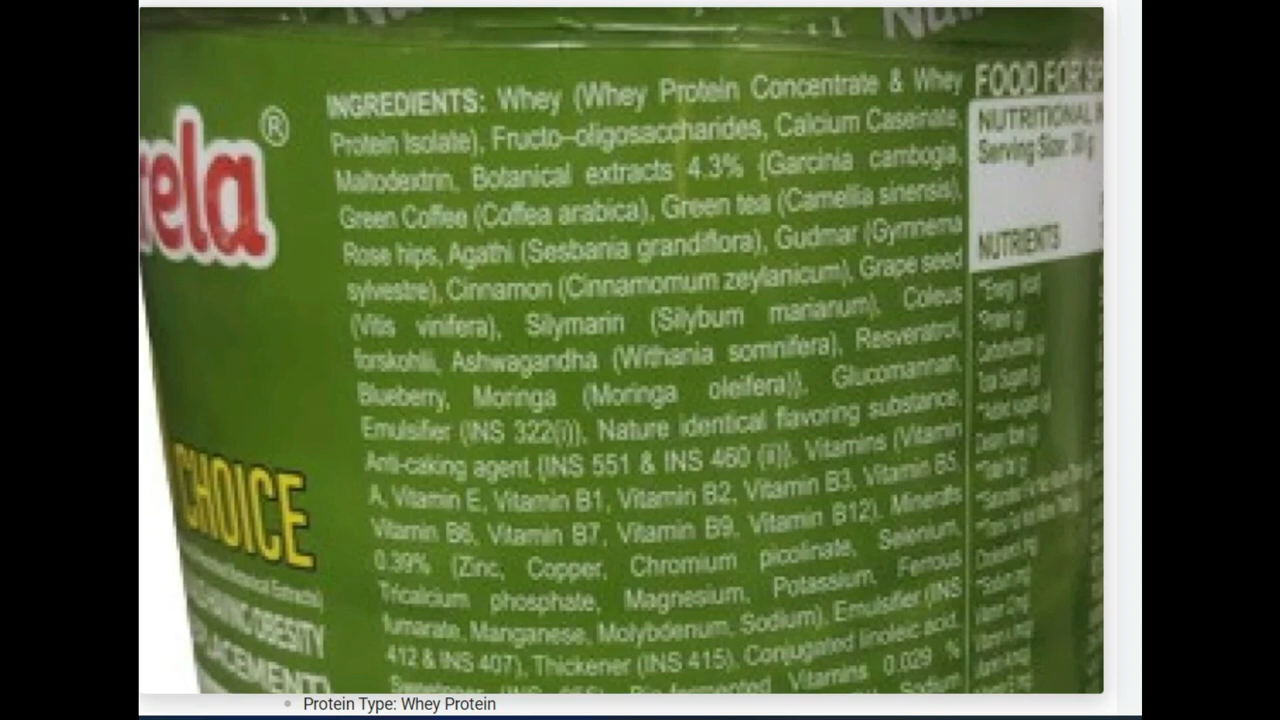 ela®
CHOICE
OBESITY
INGREDIENTS: Whey (Whey Protein Concentrate & Whey
Protein Isolate), Fructo–oligosaccharides, Calcium Caseinate,
Maltodextrin, Botanical extracts 4.3% {Garcinia cambogia,
Green Coffee (Coffea arabica), Green tea (Camellia sinensis),
Rose hips, Agathi (Sesbania grandiflora), Gudmar (Gymnema
sylvestre), Cinnamon (Cinnamomum zeylanicum), Grape seed
(Vitis vinifera), Silymarin (Silybum marianum), Coleus
forskohlii, Ashwagandha (Withania somnifera), Resveratrol,
Blueberry, Moringa (Moringa oleifera)}, Glucomannan,
Emulsifier (INS 322(i)), Nature identical flavoring substance,
Anti-caking agent {INS 551 & INS 460 (ii)}, Vitamins (Vitamin
A, Vitamin E, Vitamin B1, Vitamin B2, Vitamin B3, Vitamin B5,
Vitamin B6, Vitamin B7, Vitamin B9, Vitamin B12), Minerals
0.39% (Zinc, Copper, Chromium picolinate, Selenium,
Tricalcium phosphate, Magnesium, Potassium, Ferrous
fumarate, Manganese, Molybdenum, Sodium), Emulsifier (INS
412 & INS 407), Thickener (INS 415), Conjugated linoleic acid,
Vitamins 0.029 %
Sodium
FOOD FOR SP
NUTRITIONAL
Serving Size: 30 g
NUTRIENTS
Protein Type: Whey Protein